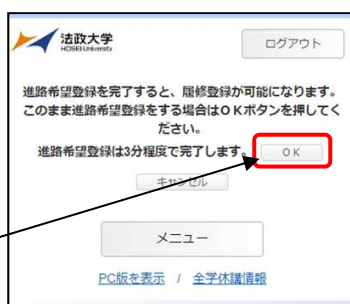 法政大学
HOSEI University
ログアウト
進路希望登録を完了すると、履修登録が可能になります。
このまま進路希望登録をする場合はＯＫボタンを押してく
ださい。
進路希望登録は3分程度で完了します。
ＯＫ
キャンセル
メニュー
PC版を表示 / 全学休講情報